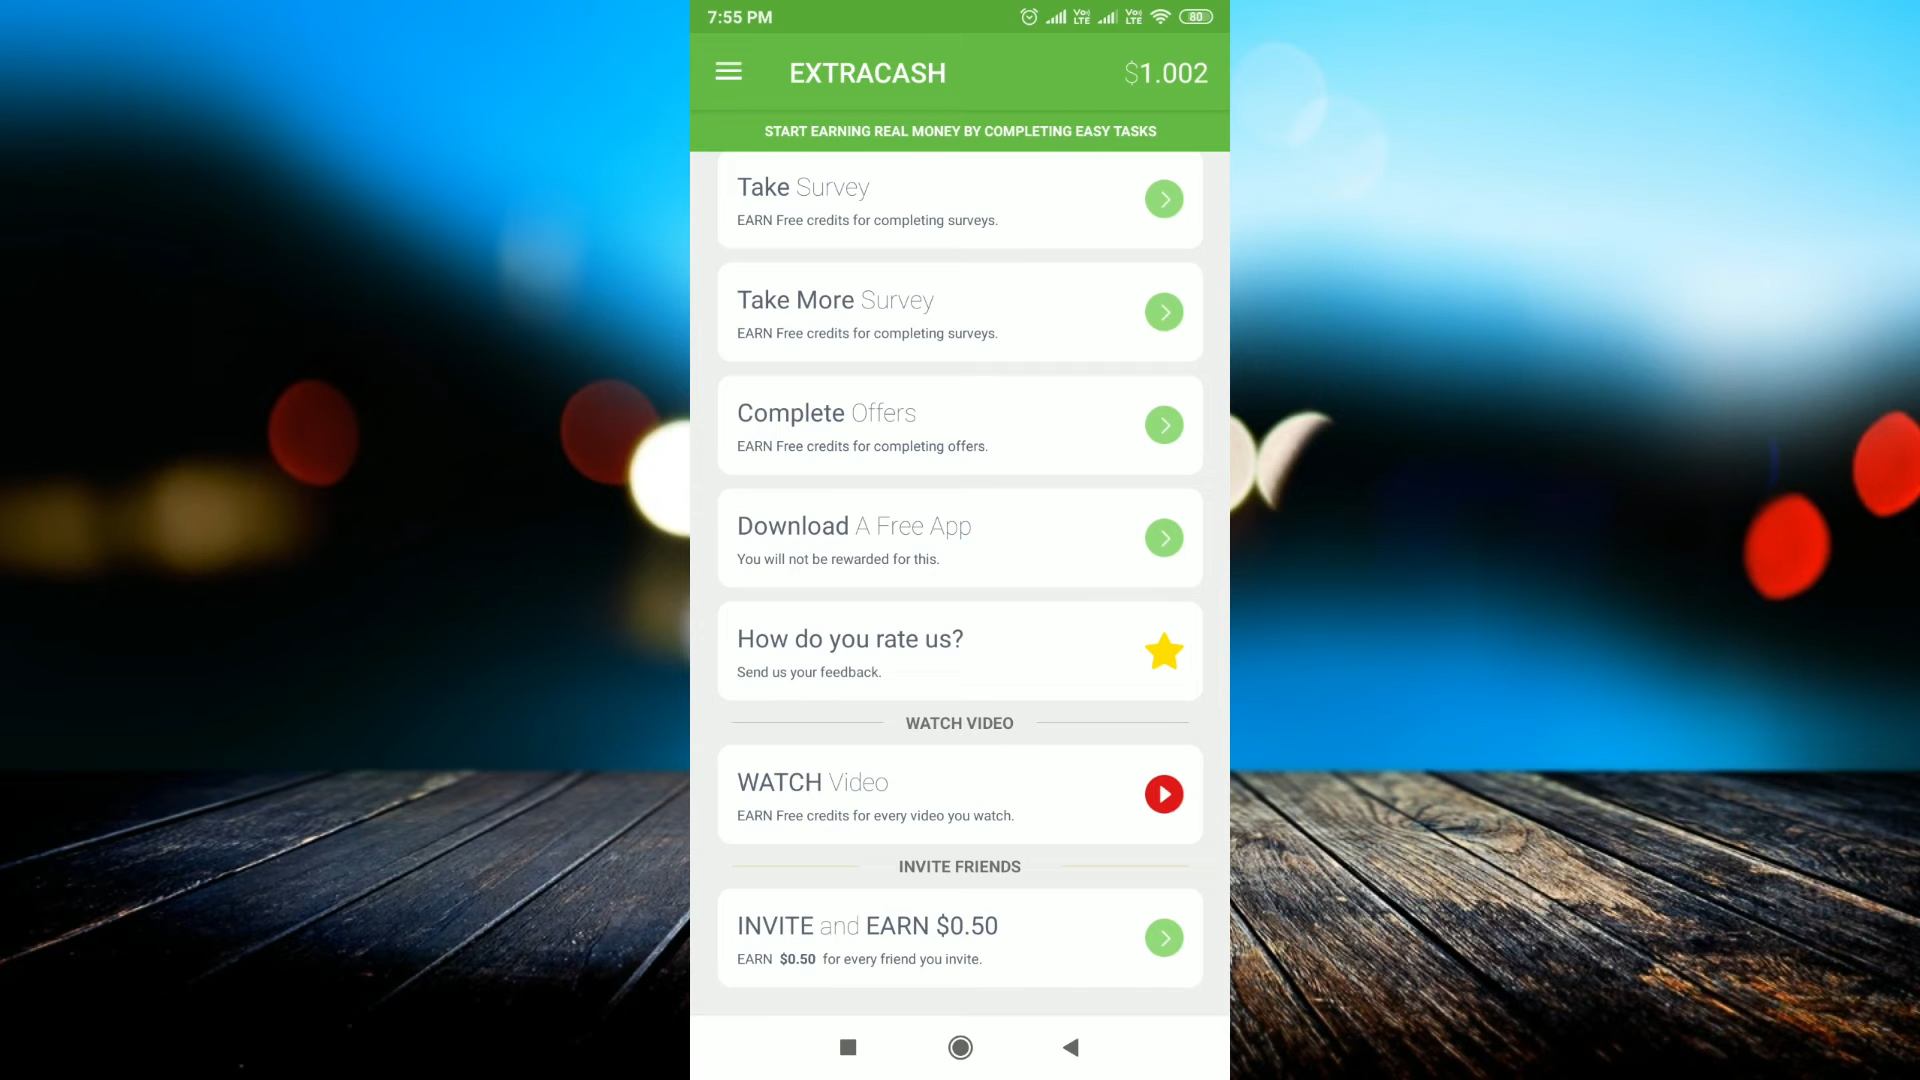 7:55 PM
Vo) LTE
Vo) LTE
80
EXTRACASH
$1.002
START EARNING REAL MONEY BY COMPLETING EASY TASKS
Take Survey
EARN Free credits for completing surveys.
Take More Survey
EARN Free credits for completing surveys.
Complete Offers
EARN Free credits for completing offers.
Download A Free App
You will not be rewarded for this.
How do you rate us?
Send us your feedback.
WATCH VIDEO
WATCH Video
EARN Free credits for every video you watch.
INVITE FRIENDS
INVITE and EARN $0.50
EARN $0.50 for every friend you invite.